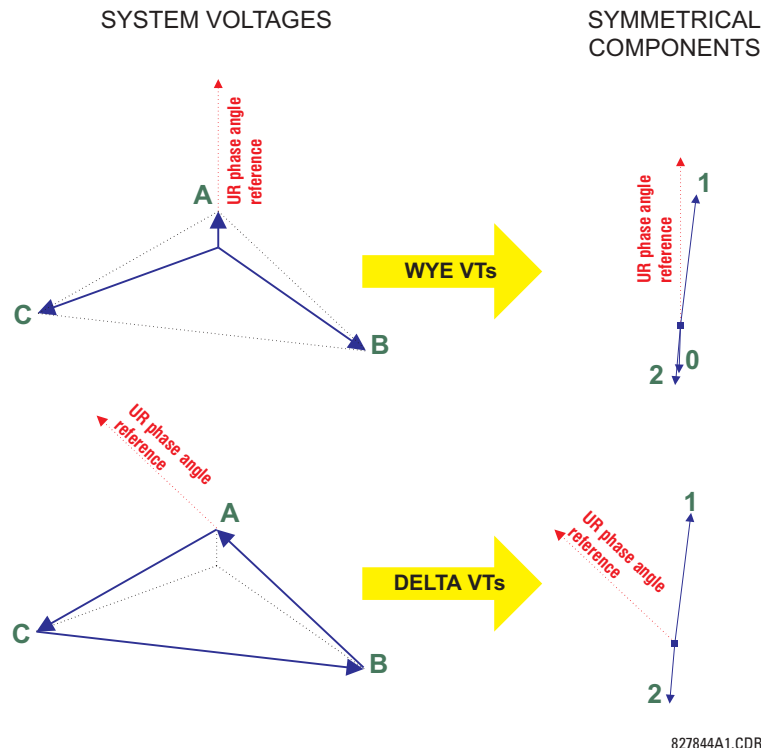 SYSTEM VOLTAGES
SYMMETRICAL
COMPONENTS
UR phase angle
reference
A
C
B
WYE VTs
UR phase angle
reference
1
2
0
UR phase angle
reference
A
C
B
DELTA VTs
UR phase angle
reference
1
2
827844A1.CDR